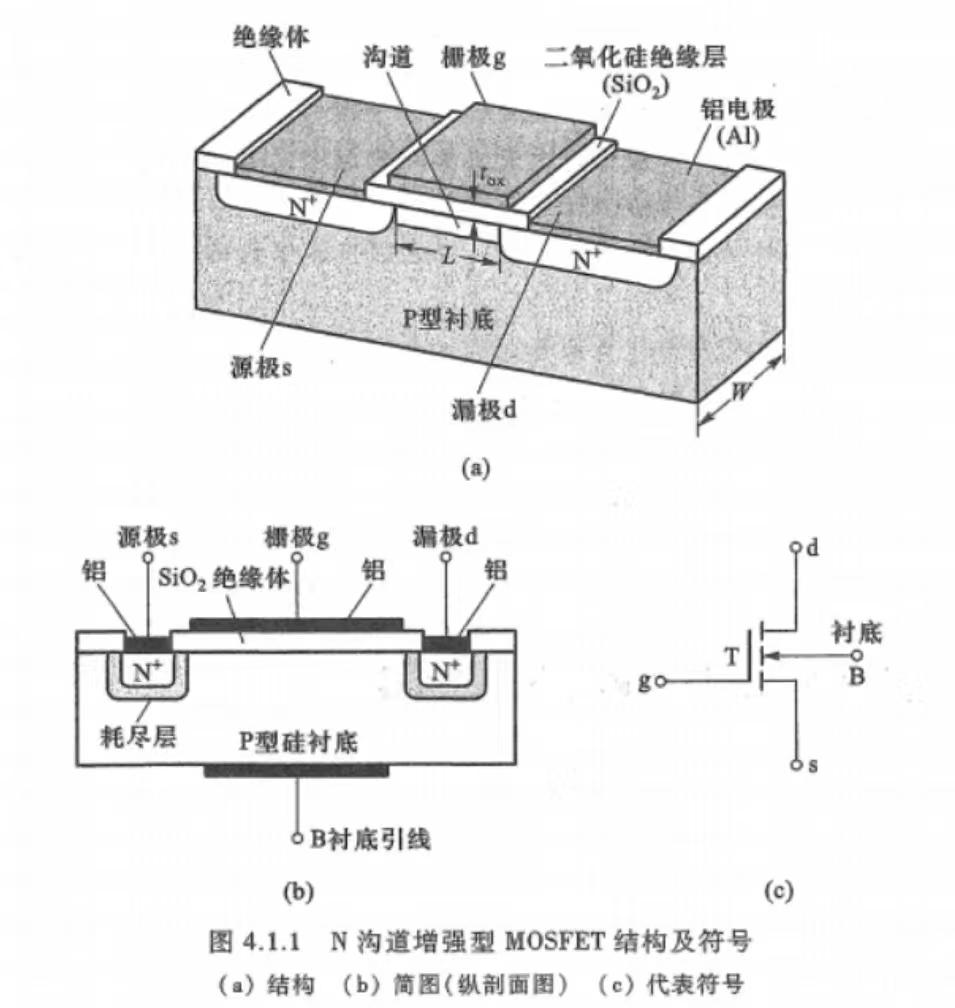 绝缘体
沟道
栅极g
二氧化硅绝缘层
(SiO₂)
铝电极
(Al)
tox
N⁺
L
N⁺
P型衬底
源极s
漏极d
W
(a)
源极s
栅极g
漏极d
铝
SiO₂ 绝缘体
铝
铝
N⁺
N⁺
耗尽层
P型硅衬底
B衬底引线
(b)
d
衬底
T
B
g
s
(c)
图 4.1.1 N 沟道增强型 MOSFET 结构及符号
(a) 结构 (b) 简图(纵剖面图) (c) 代表符号